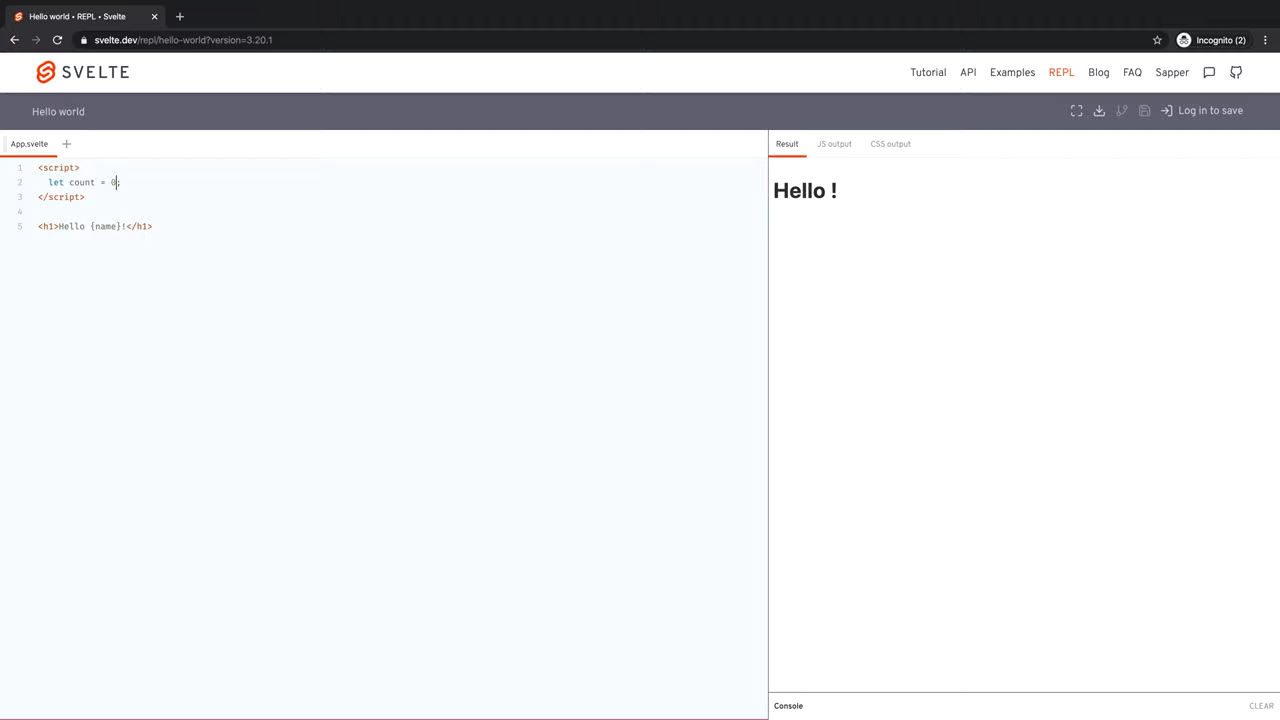 Hello world • REPL • Svelte
svelte.dev/repl/hello-world?version=3.20.1
Incognito (2)
SVELTE
Tutorial API Examples REPL Blog FAQ Sapper
Hello world
Log in to save
App.svelte
Result JS output CSS output
1 <script>
2 let count = 0;
3 </script>
4
5 <h1>Hello {name}!</h1>
Hello !
Console
CLEAR